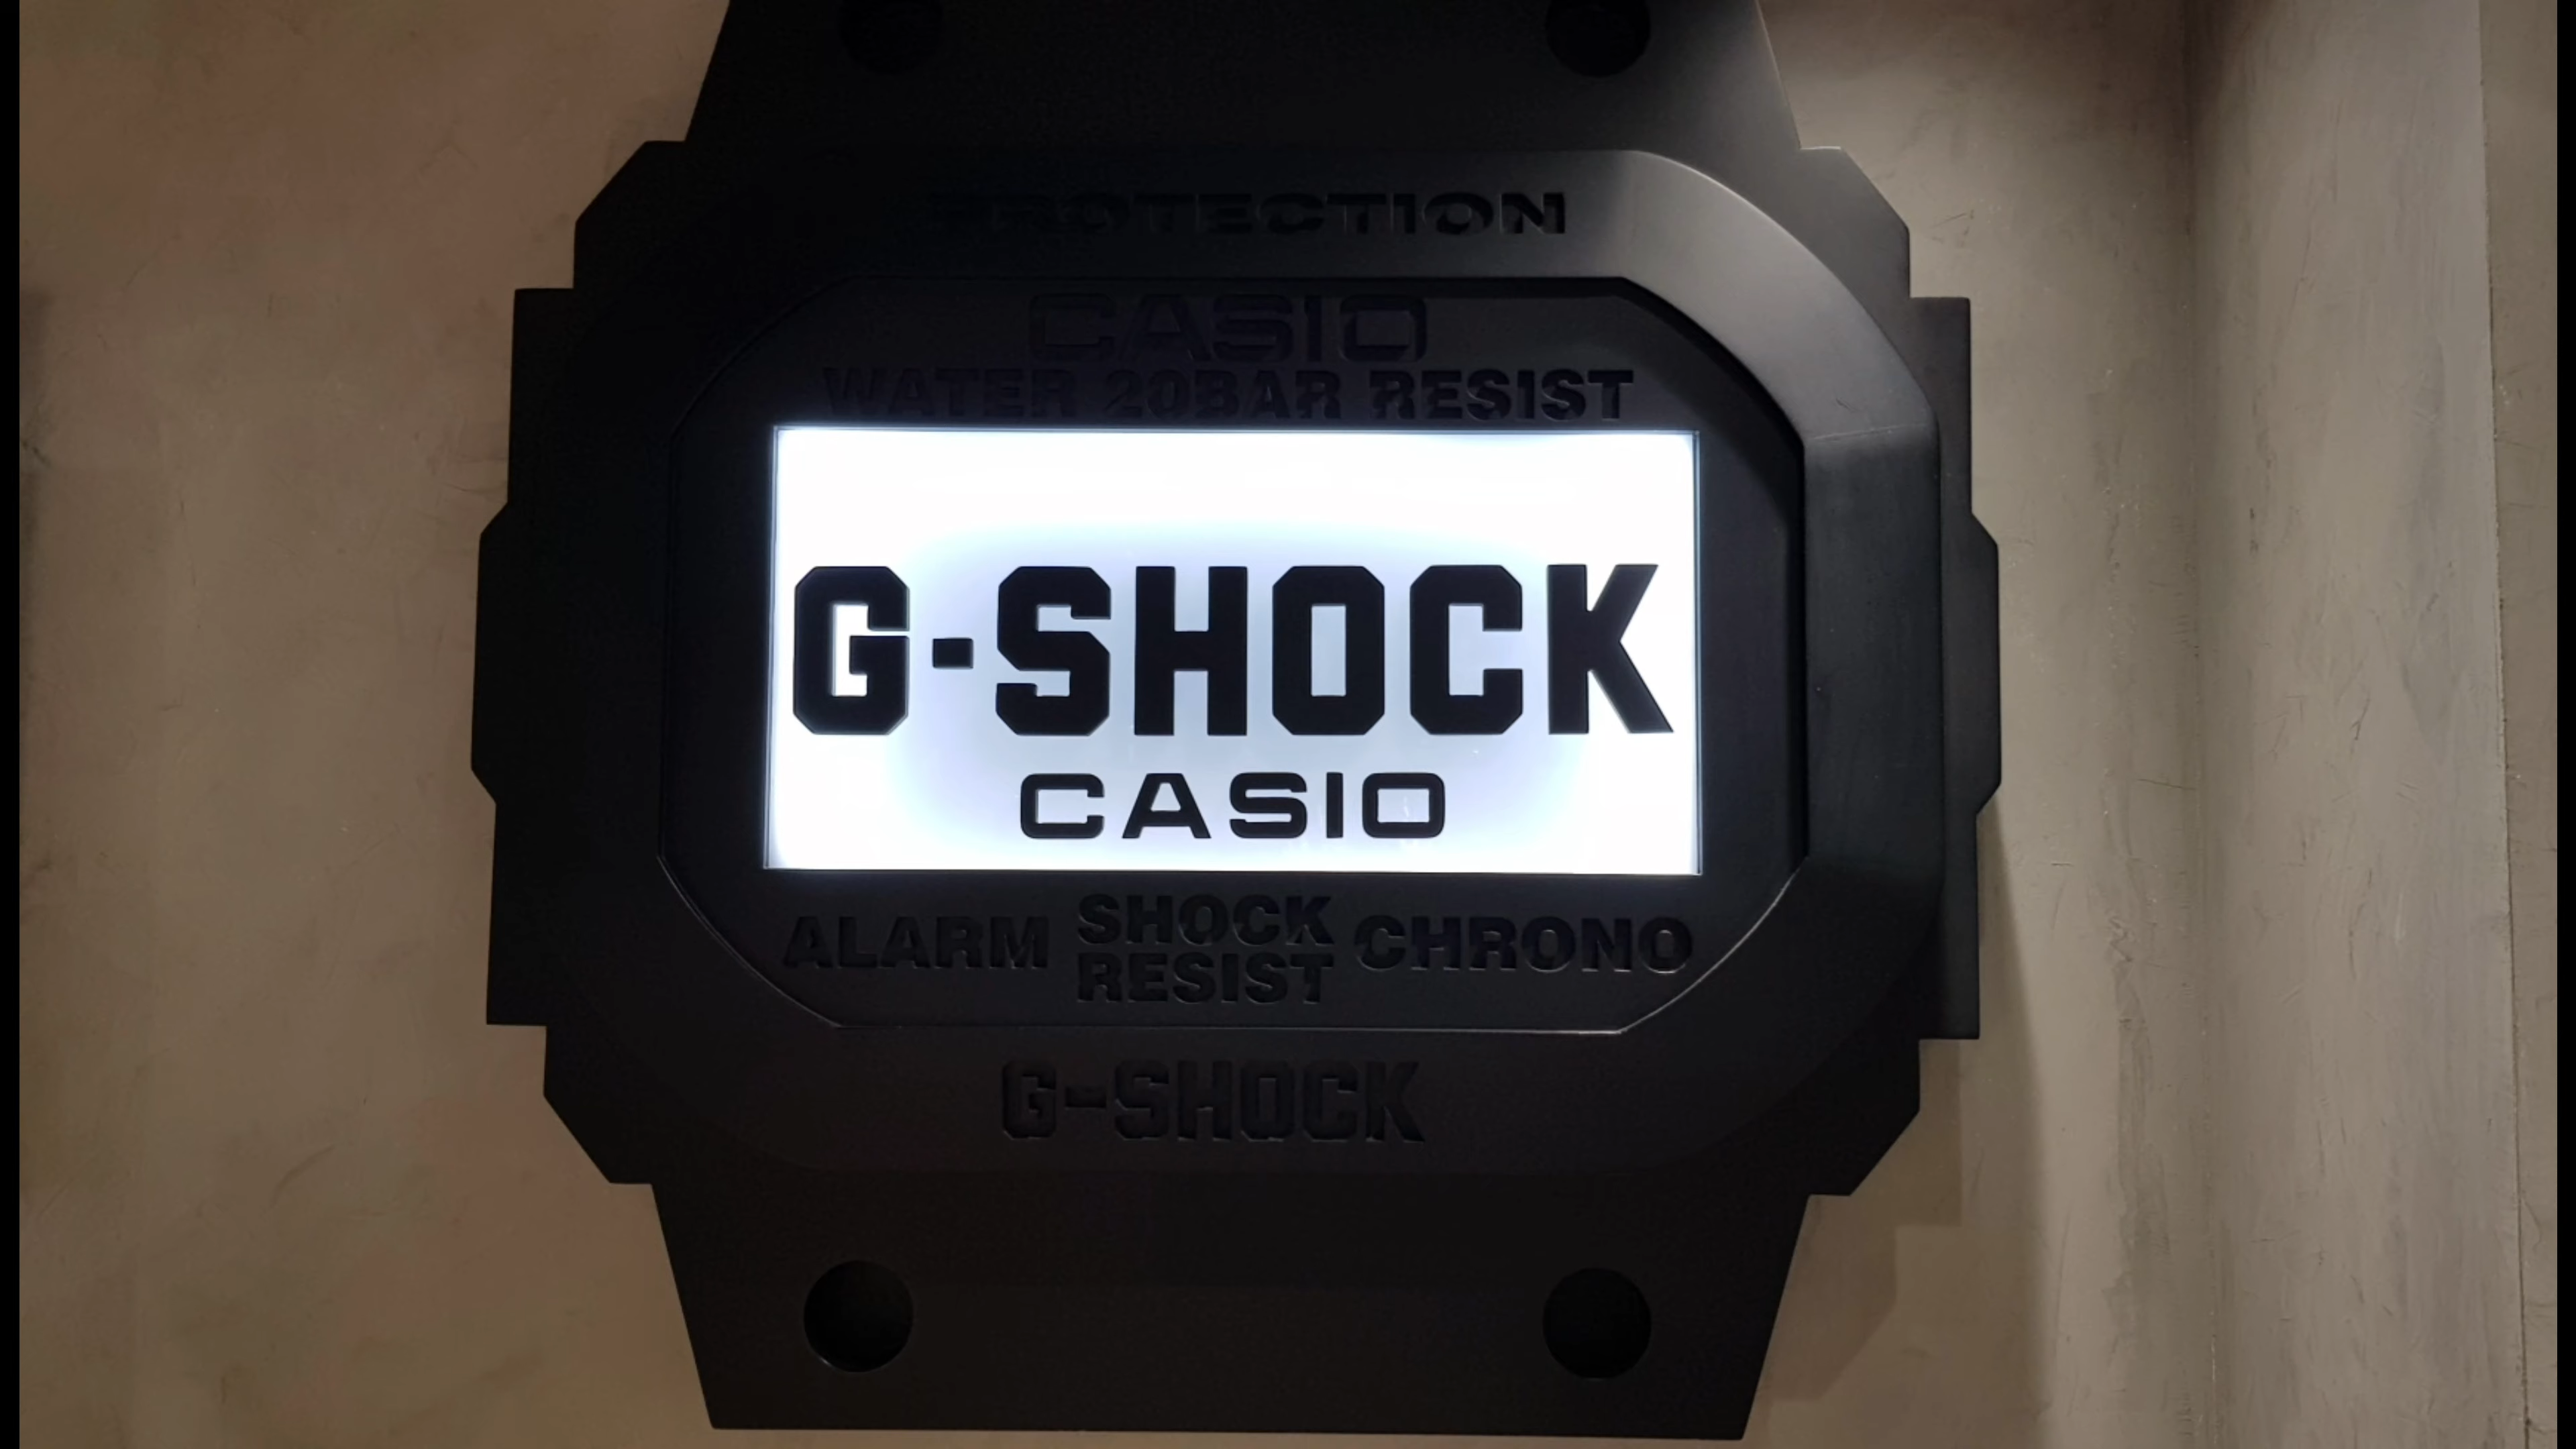 PROTECTION
CASIO
WATER 20BAR RESIST
G-SHOCK
CASIO
ALARM SHOCK RESIST CHRONO
G-SHOCK